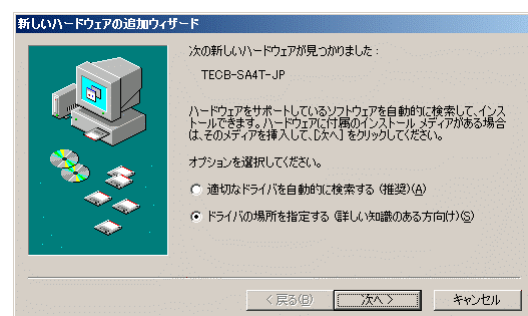 新しいハードウェアの追加ウィザード
次の新しいハードウェアが見つかりました:
TECB-SA4T-JP
ハードウェアをサポートしているソフトウェアを自動的に検索して、インス
トールできます。ハードウェアに付属のインストール メディアがある場合
は、そのメディアを挿入して、[次へ] をクリックしてください。
オプションを選択してください。
適切なドライバを自動的に検索する (推奨)(A)
ドライバの場所を指定する (詳しい知識のある方向け)(S)
< 戻る(B)
次へ >
キャンセル